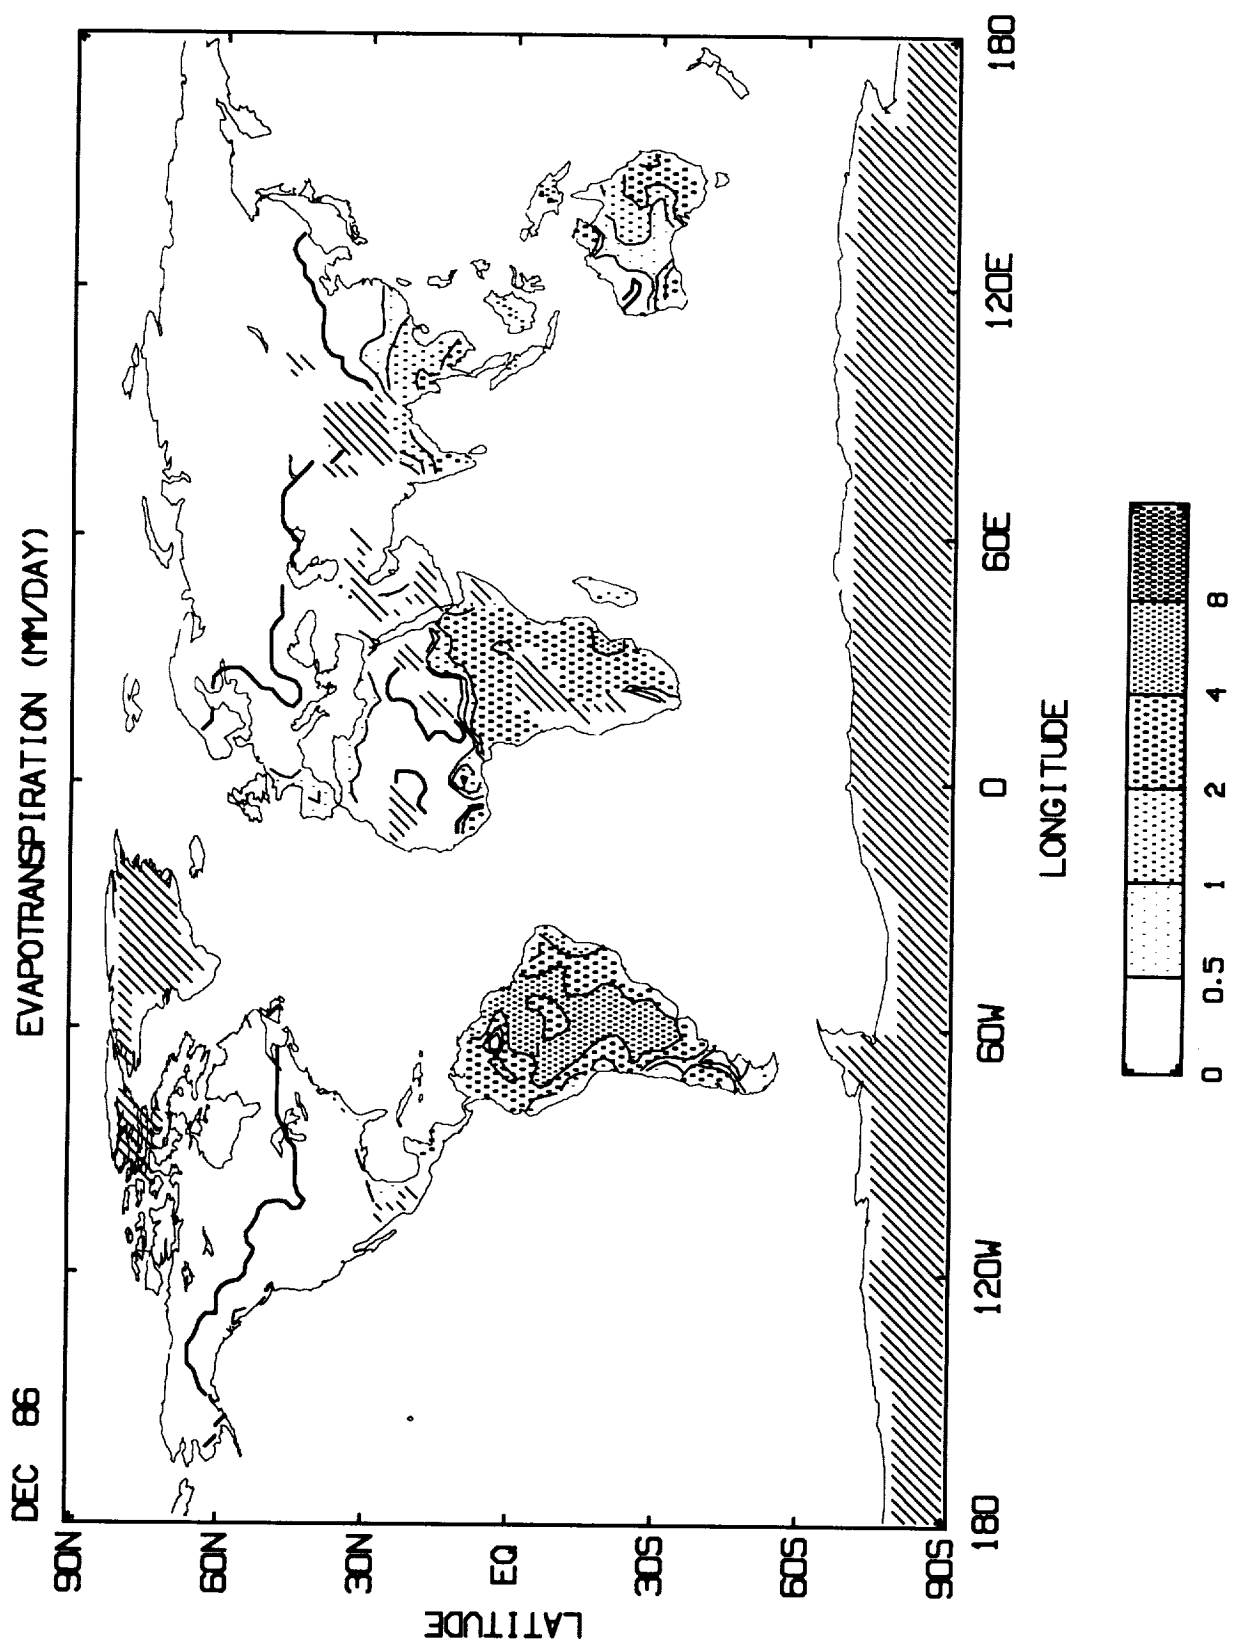 DEC 86
EVAPOTRANSPIRATION (MM/DAY)
90N
60N
30N
EQ
30S
60S
90S
LATITUDE
180 120W 60W 0 60E 120E 180
LONGITUDE
0 0.5 1 2 4 8